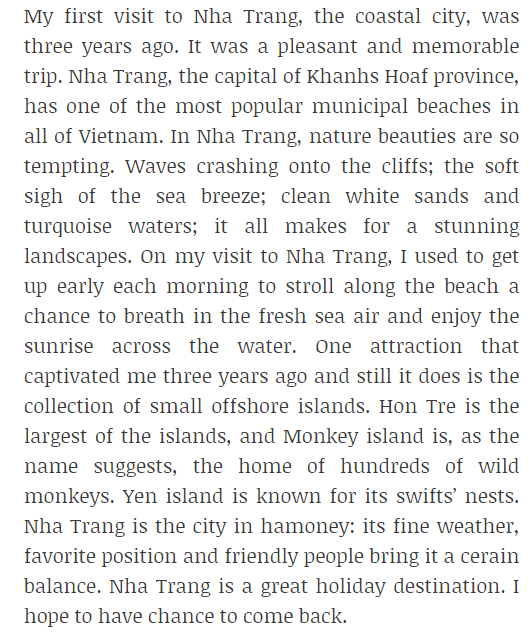 My first visit to Nha Trang, the coastal city, was
three years ago. It was a pleasant and memorable
trip. Nha Trang, the capital of Khanhs Hoaf province,
has one of the most popular municipal beaches in
all of Vietnam. In Nha Trang, nature beauties are so
tempting. Waves crashing onto the cliffs; the soft
sigh of the sea breeze; clean white sands and
turquoise waters; it all makes for a stunning
landscapes. On my visit to Nha Trang, I used to get
up early each morning to stroll along the beach a
chance to breath in the fresh sea air and enjoy the
sunrise across the water. One attraction that
captivated me three years ago and still it does is the
collection of small offshore islands. Hon Tre is the
largest of the islands, and Monkey island is, as the
name suggests, the home of hundreds of wild
monkeys. Yen island is known for its swifts’ nests.
Nha Trang is the city in hamoney: its fine weather,
favorite position and friendly people bring it a cerain
balance. Nha Trang is a great holiday destination. I
hope to have chance to come back.